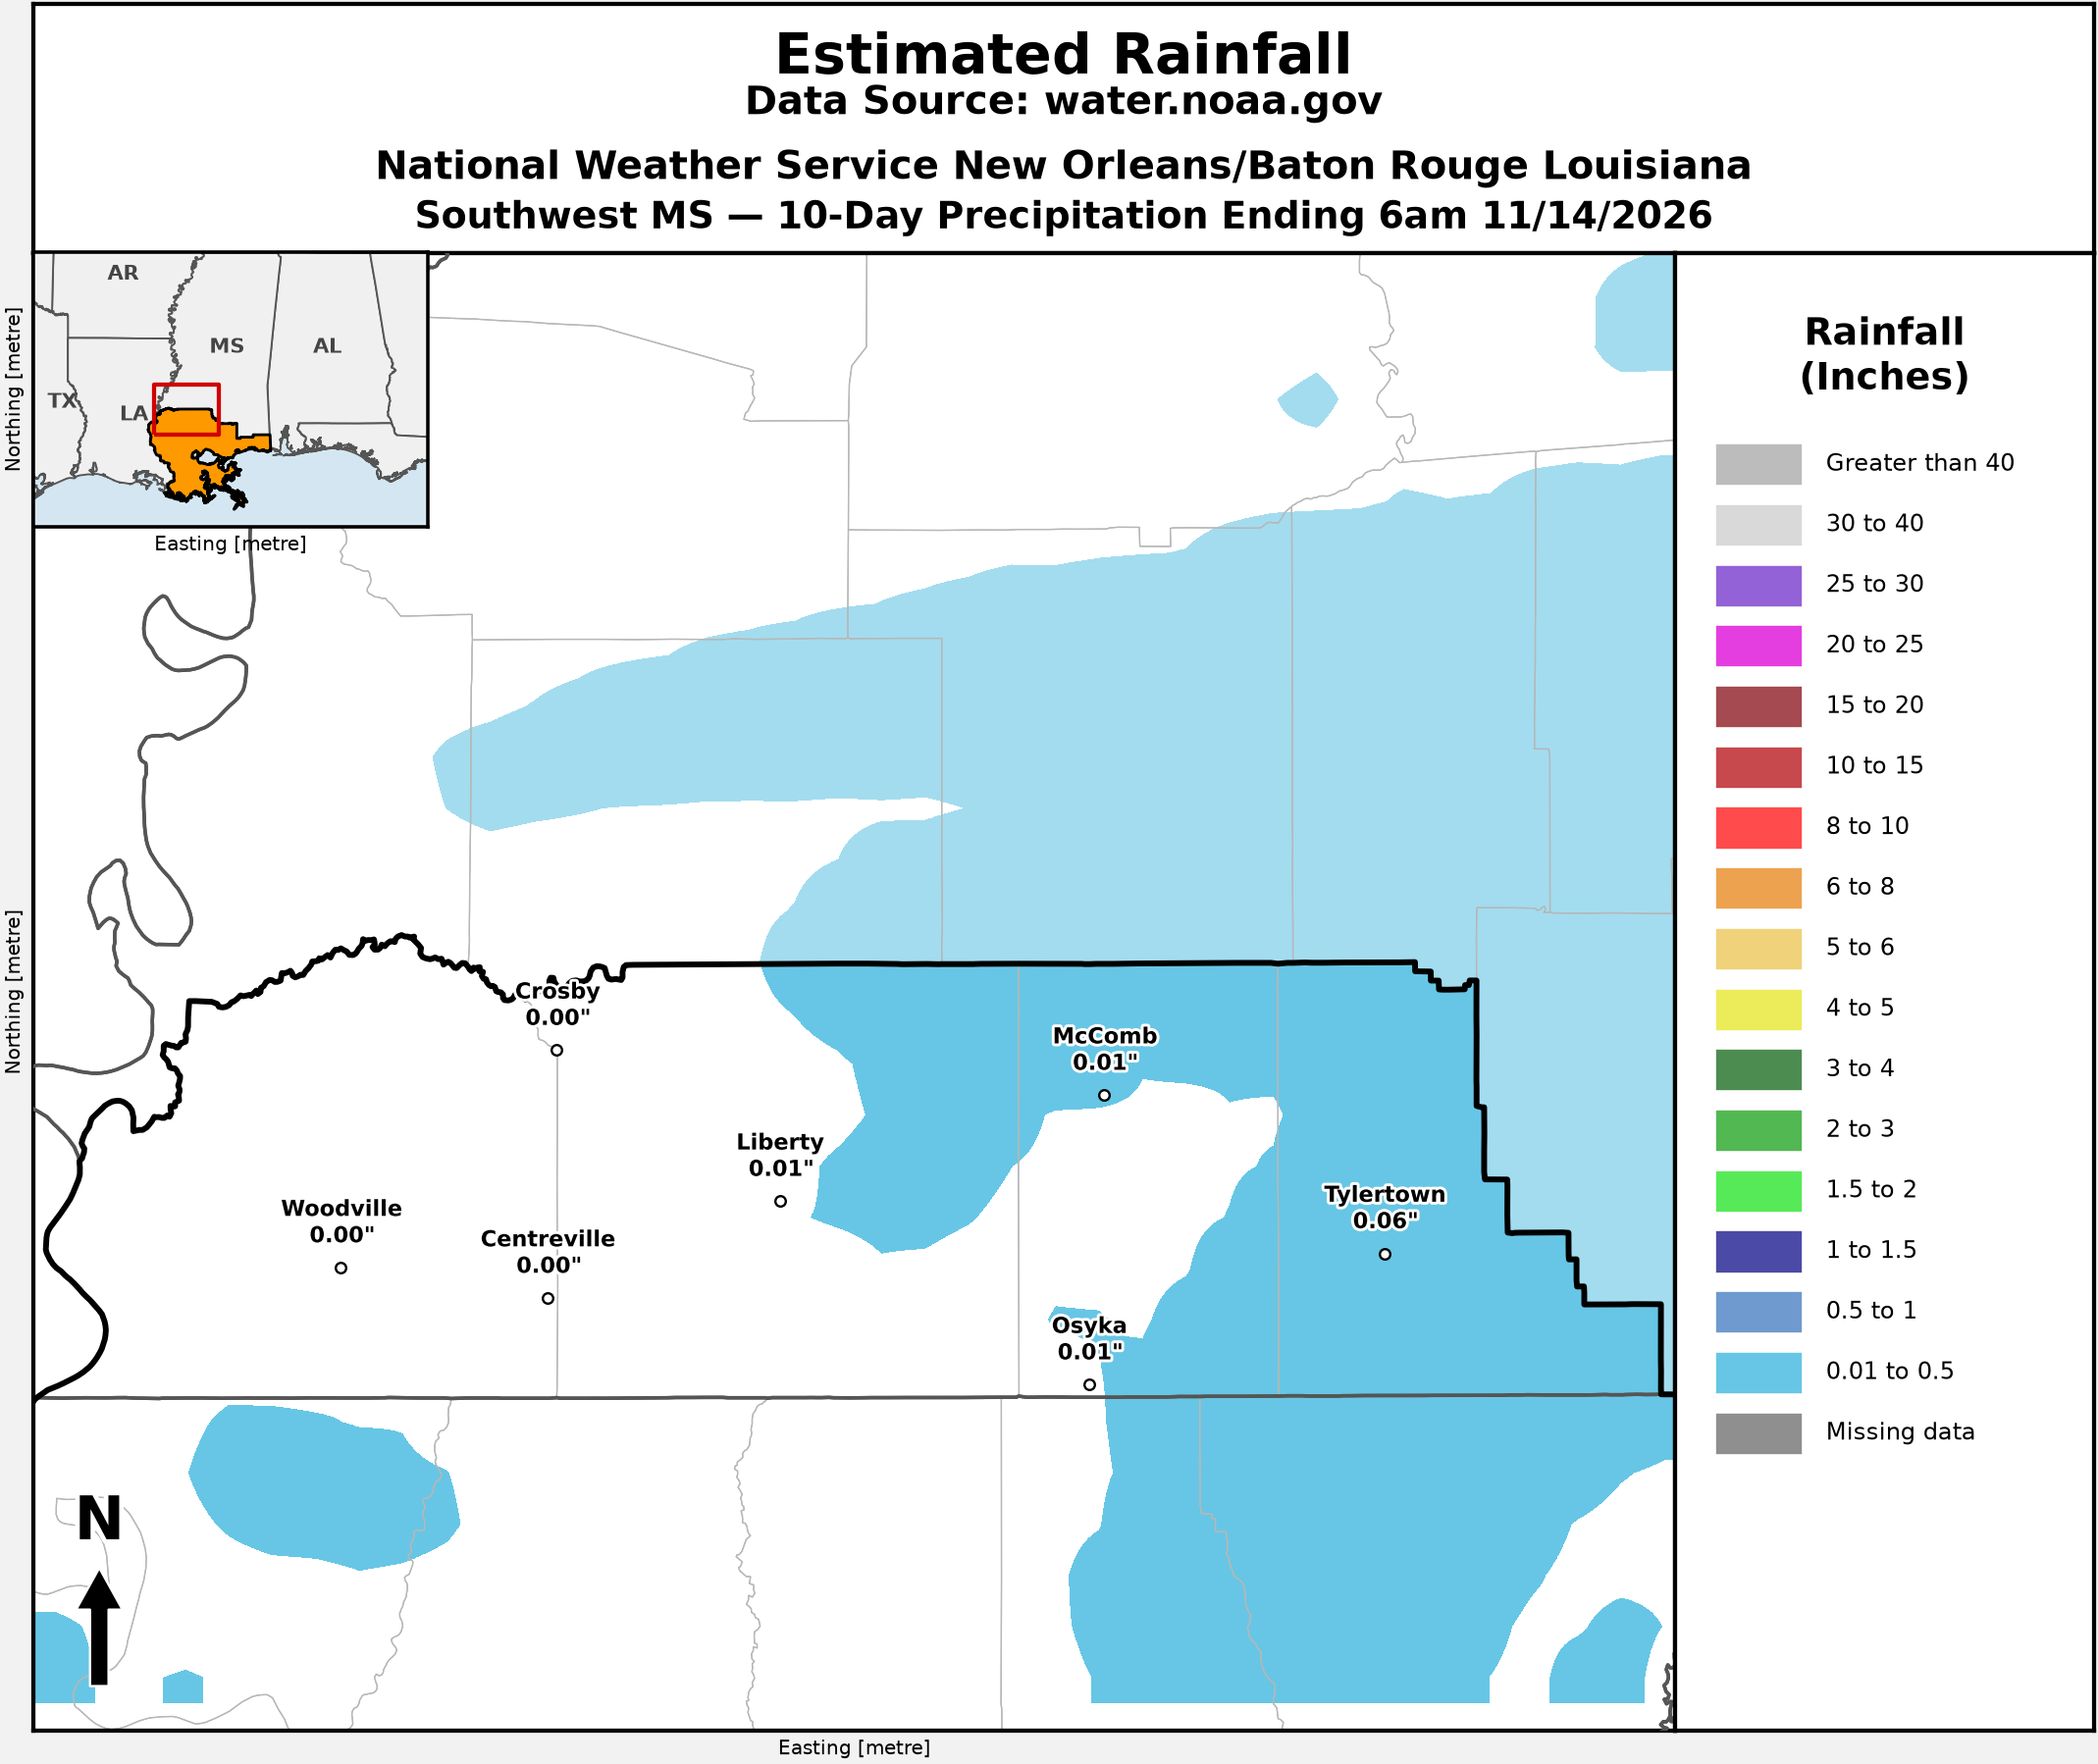 Estimated Rainfall
Data Source: water.noaa.gov
National Weather Service New Orleans/Baton Rouge Louisiana
Southwest MS — 10-Day Precipitation Ending 6am 11/14/2026
Northing [metre]
AR
MS
AL
TX
LA
Easting [metre]
Rainfall
(Inches)
Greater than 40
30 to 40
25 to 30
20 to 25
15 to 20
10 to 15
8 to 10
6 to 8
5 to 6
4 to 5
3 to 4
2 to 3
1.5 to 2
1 to 1.5
0.5 to 1
0.01 to 0.5
Missing data
Northing [metre]
Crosby
0.00"
McComb
0.01"
Liberty
0.01"
Tylertown
0.06"
Woodville
0.00"
Centreville
0.00"
Osyka
0.01"
N
Easting [metre]